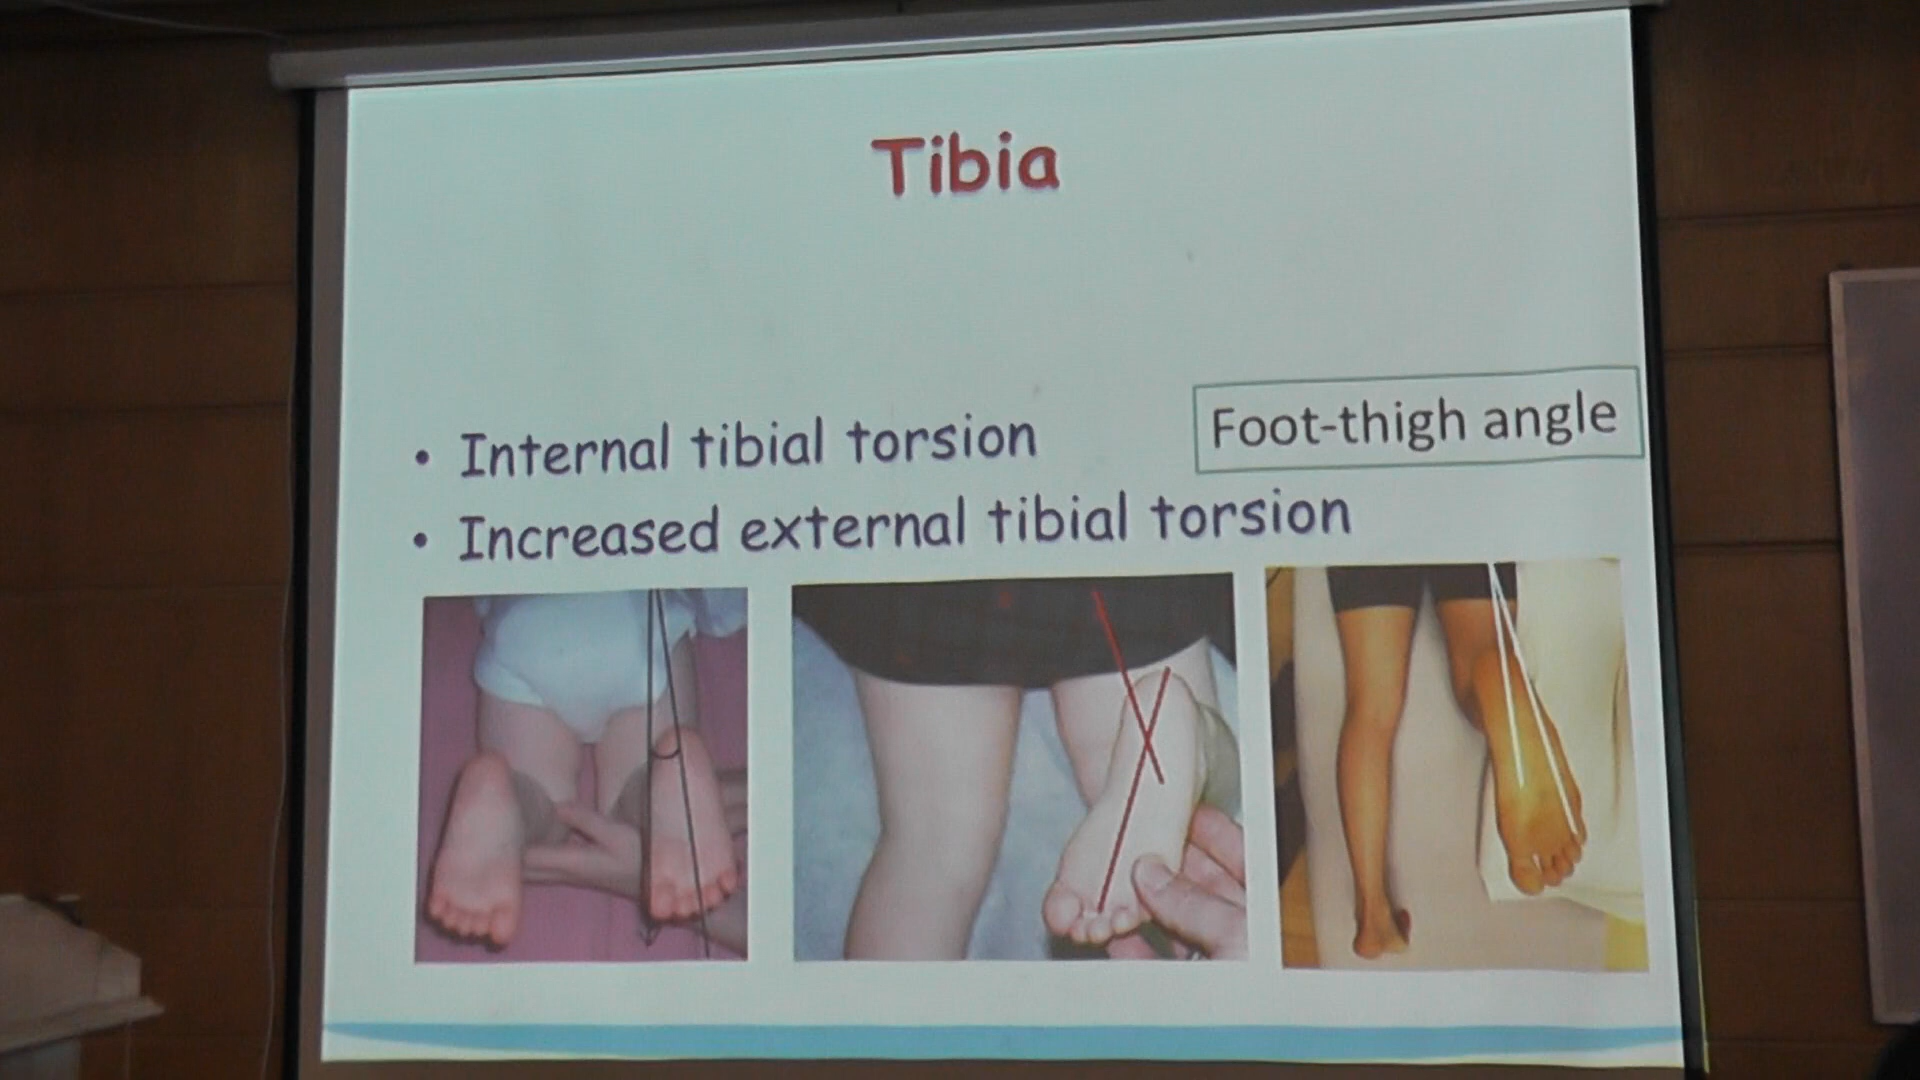 Tibia
• Internal tibial torsion
Foot-thigh angle
• Increased external tibial torsion